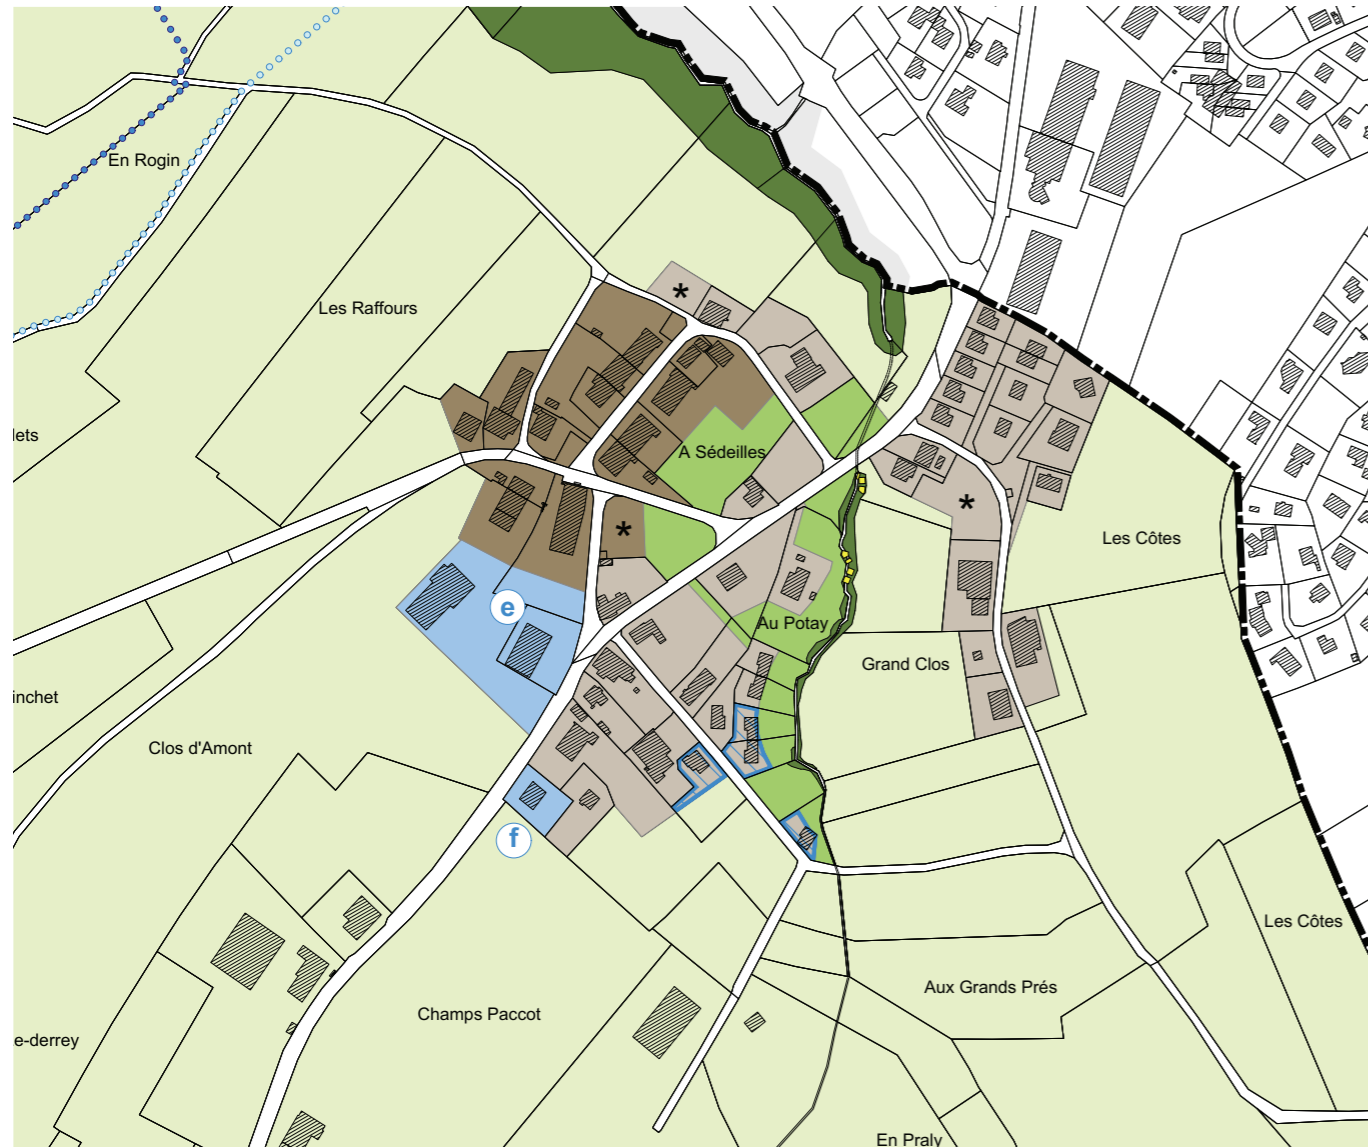 En Rogin
*
Les Raffours
lets
A Sédeilles
*
*
Les Côtes
e
Au Potay
Grand Clos
inchet
Clos d'Amont
f
Les Côtes
Aux Grands Prés
Champs Paccot
e-derrey
En Praly